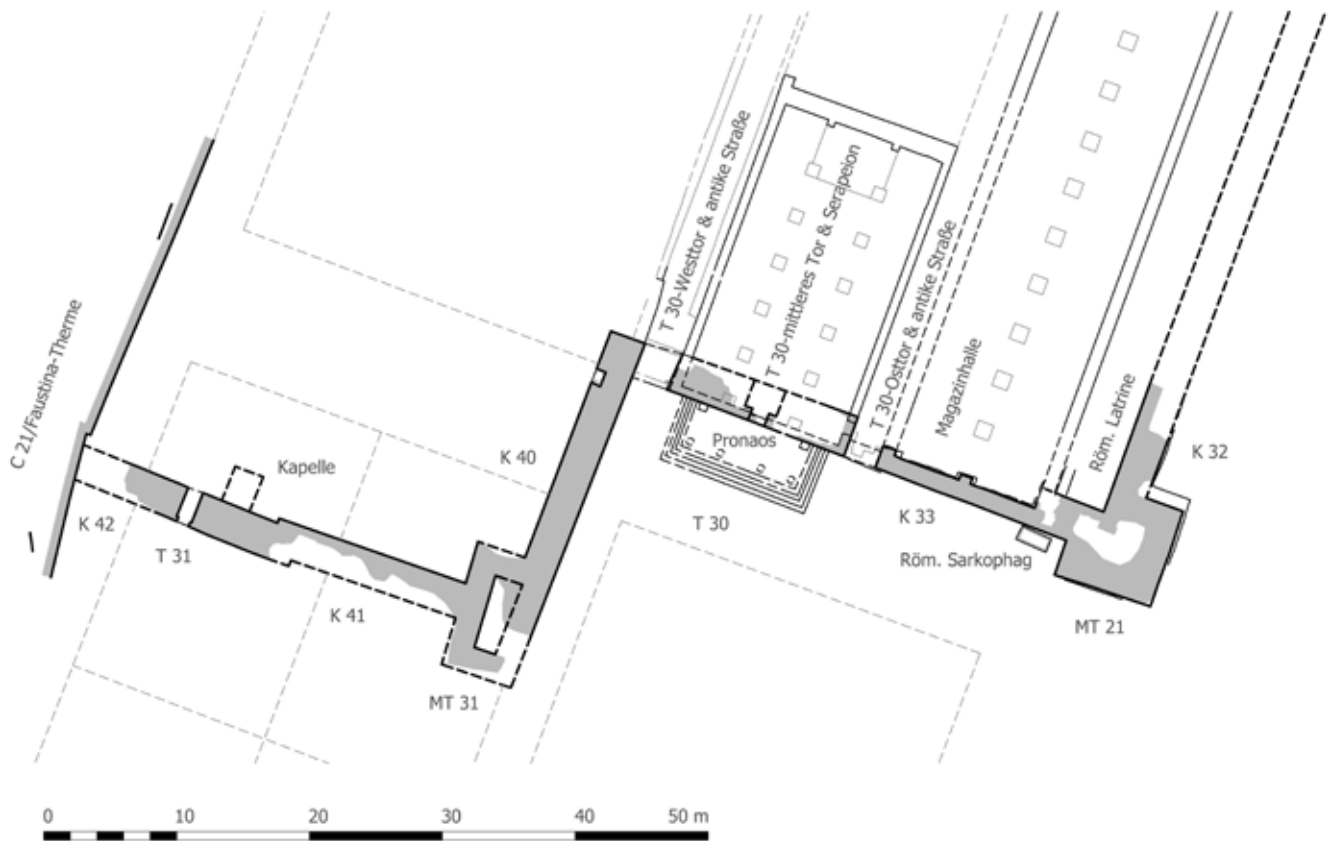 C 21/Faustina-Therme
T 30-Westtor & antike Straße
T 30-mittleres Tor & Serapeion
T 30-Osttor & antike Straße
Magazinhalle
Röm. Latrine
K 32
Pronaos
K 40
Kapelle
K 42
T 31
T 30
K 33
Röm. Sarkophag
K 41
MT 21
MT 31
0 10 20 30 40 50 m